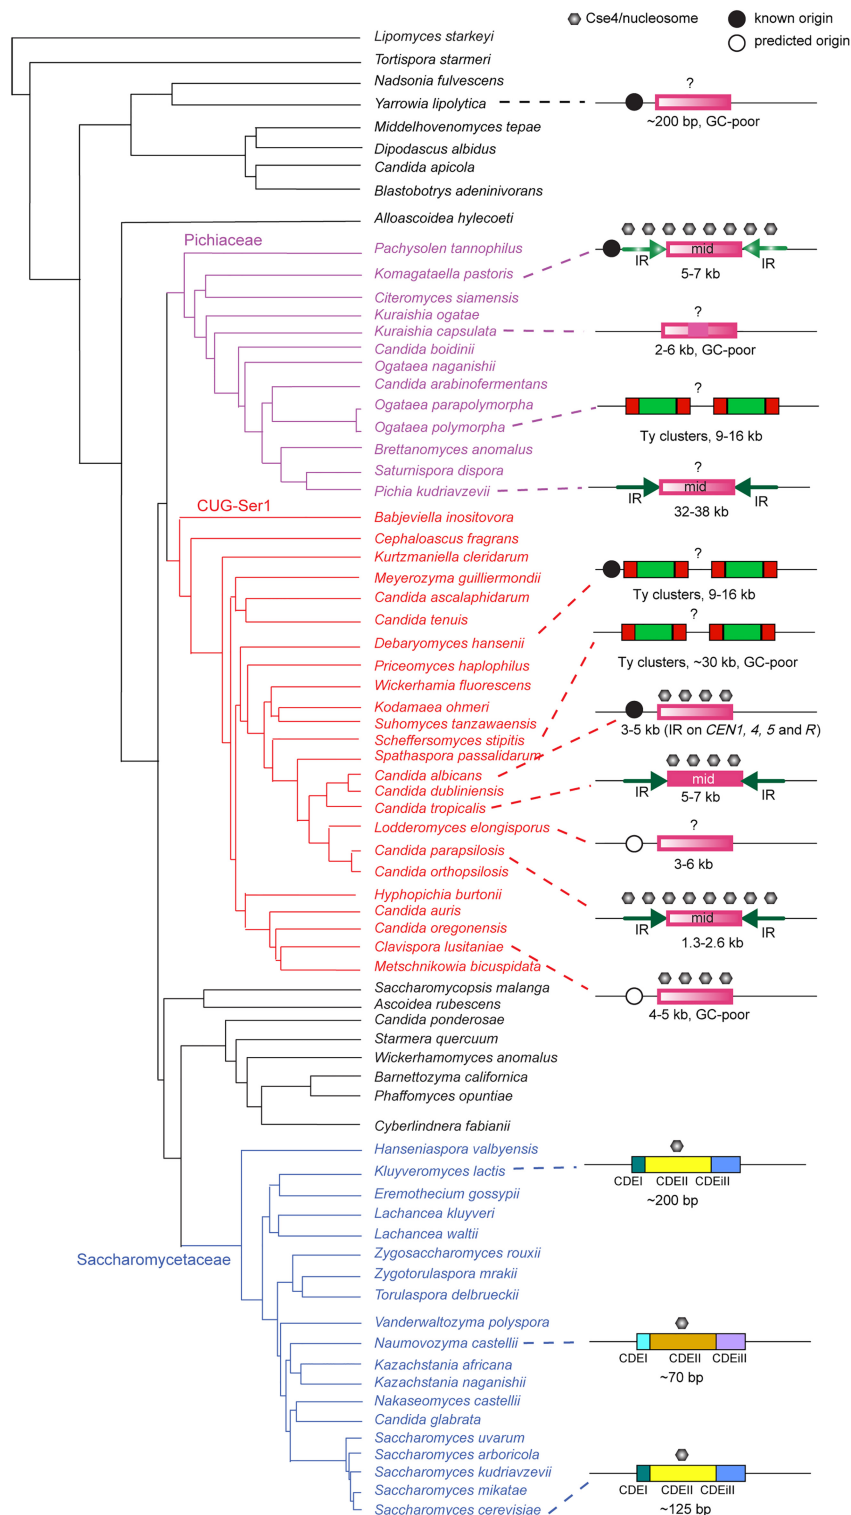 Cse4/nucleosome
known origin
predicted origin
Lipomyces starkeyi
Tortispora starmeri
Nadsonia fulvescens
Yarrowia lipolytica
?
~200 bp, GC-poor
Middelhovenomyces tepae
Dipodascus albidus
Candida apicola
Blastobotrys adeninivorans
Alloascoidea hylecoeti
Pichiaceae
Pachysolen tannophilus
mid
IR
IR
Komagataella pastoris
5-7 kb
Citeromyces siamensis
Kuraishia ogatae
?
Kuraishia capsulata
2-6 kb, GC-poor
Candida boidinii
Ogataea naganishii
Candida arabinofermentans
?
Ogataea parapolymorpha
Ogataea polymorpha
Ty clusters, 9-16 kb
Brettanomyces anomalus
Saturnispora dispora
?
Pichia kudriavzevii
mid
IR
IR
32-38 kb
CUG-Ser1
Babjeviella inositovora
Cephaloascus fragrans
Kurtzmaniella cleridarum
?
Meyerozyma guilliermondii
Candida ascalaphidarum
Ty clusters, 9-16 kb
Candida tenuis
?
Debaryomyces hansenii
Priceomyces haplophilus
Ty clusters, ~30 kb, GC-poor
Wickerhamia fluorescens
Kodamaea ohmeri
Suhomyces tanzawaensis
3-5 kb (IR on CEN1, 4, 5 and R)
Scheffersomyces stipitis
Spathaspora passalidarum
Candida albicans
mid
Candida dubliniensis
IR
IR
5-7 kb
Candida tropicalis
Lodderomyces elongisporus
?
Candida parapsilosis
3-6 kb
Candida orthopsilosis
Hyphopichia burtonii
Candida auris
mid
Candida oregonensis
IR
IR
1.3-2.6 kb
Clavispora lusitaniae
Metschnikowia bicuspidata
Saccharomycopsis malanga
Ascoidea rubescens
4-5 kb, GC-poor
Candida ponderosae
Starmera quercuum
Wickerhamomyces anomalus
Barnettozyma californica
Phaffomyces opuntiae
Cyberlindnera fabianii
Hanseniaspora valbyensis
Kluyveromyces lactis
CDEI
CDEII
CDEiII
~200 bp
Eremothecium gossypii
Lachancea kluyveri
Lachancea waltii
Saccharomycetaceae
Zygosaccharomyces rouxii
Zygotorulaspora mrakii
Torulaspora delbrueckii
Vanderwaltozyma polyspora
Naumovozyma castellii
CDEI
CDEII
CDEiII
~70 bp
Kazachstania africana
Kazachstania naganishii
Nakaseomyces castellii
Candida glabrata
Saccharomyces uvarum
Saccharomyces arboricola
Saccharomyces kudriavzevii
Saccharomyces mikatae
CDEI
CDEII
CDEiII
Saccharomyces cerevisiae
~125 bp